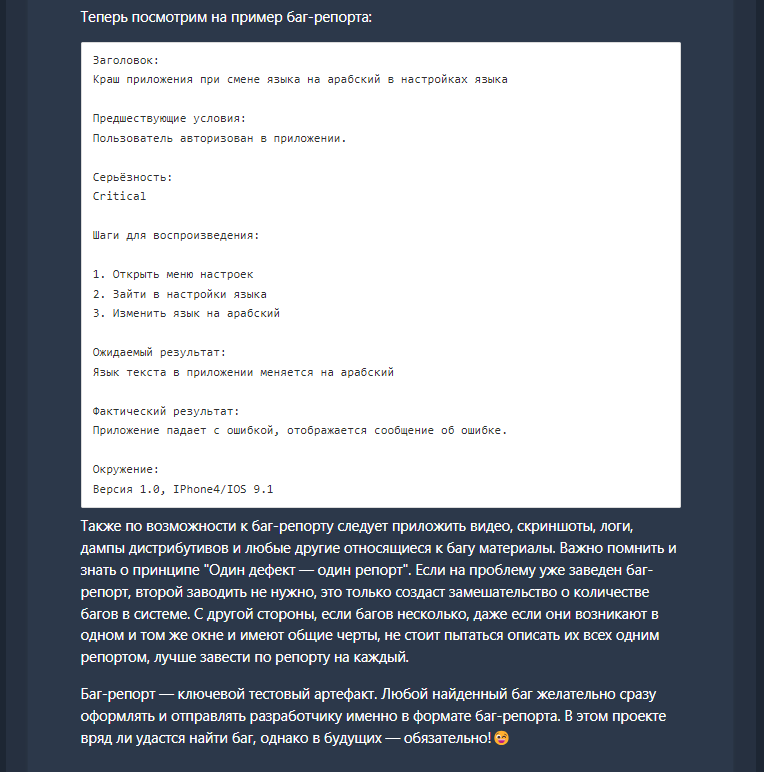 Теперь посмотрим на пример баг-репорта:
Заголовок:
Краш приложения при смене языка на арабский в настройках языка
Предшествующие условия:
Пользователь авторизован в приложении.
Серьёзность:
Critical
Шаги для воспроизведения:
1. Открыть меню настроек
2. Зайти в настройки языка
3. Изменить язык на арабский
Ожидаемый результат:
Язык текста в приложении меняется на арабский
Фактический результат:
Приложение падает с ошибкой, отображается сообщение об ошибке.
Окружение:
Версия 1.0, IPhone4/IOS 9.1
Также по возможности к баг-репорту следует приложить видео, скриншоты, логи,
дампы дистрибутивов и любые другие относящиеся к багу материалы. Важно помнить и
знать о принципе "Один дефект — один репорт". Если на проблему уже заведен баг-
репорт, второй заводить не нужно, это только создаст замешательство о количестве
багов в системе. С другой стороны, если багов несколько, даже если они возникают в
одном и том же окне и имеют общие черты, не стоит пытаться описать их всех одним
репортом, лучше завести по репорту на каждый.
Баг-репорт — ключевой тестовый артефакт. Любой найденный баг желательно сразу
оформлять и отправлять разработчику именно в формате баг-репорта. В этом проекте
вряд ли удастся найти баг, однако в будущих — обязательно!😜